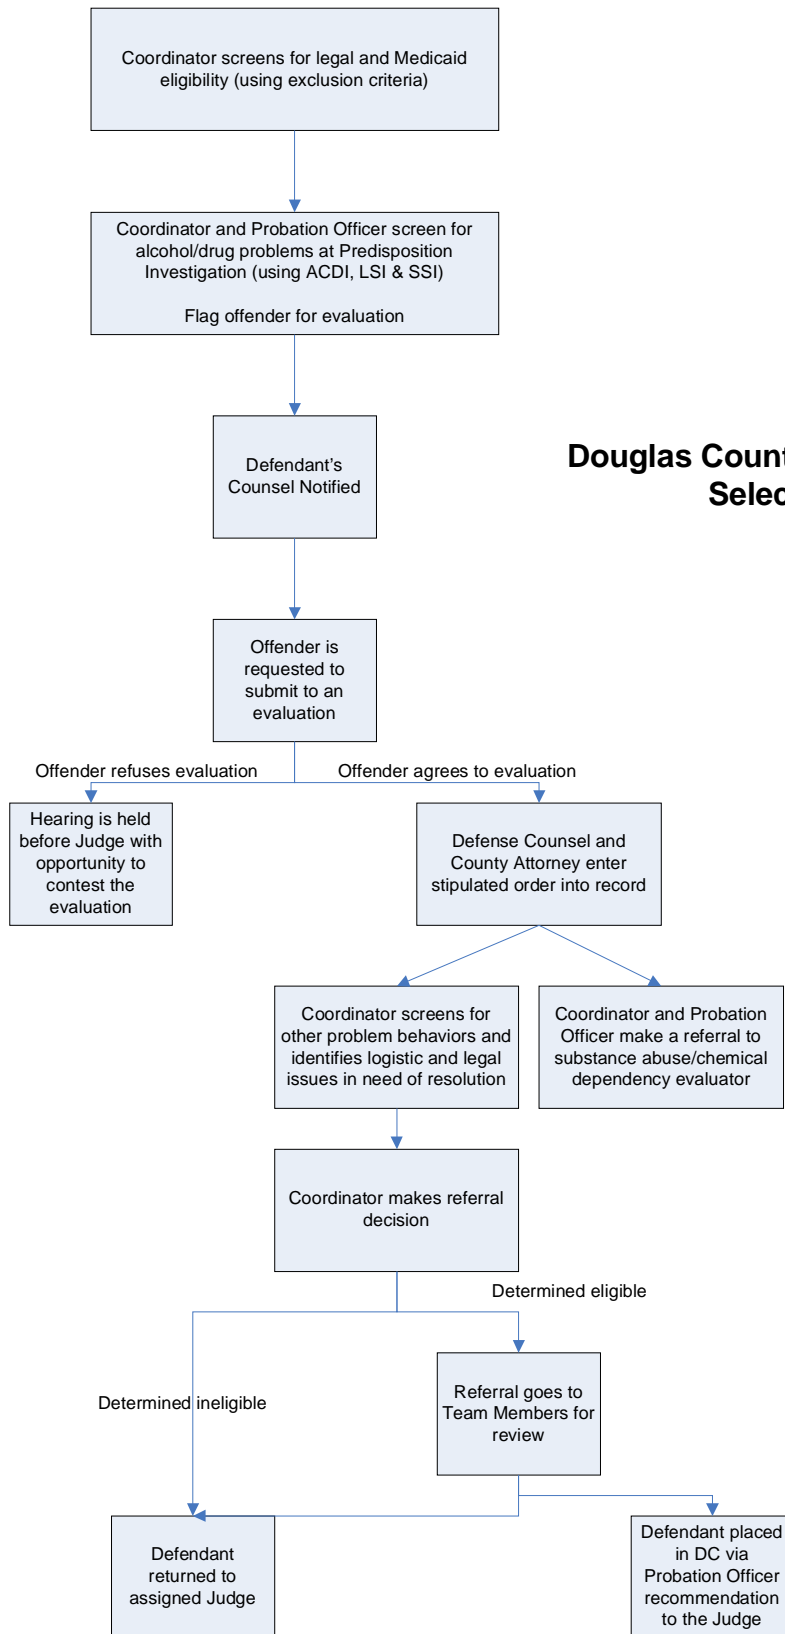 Coordinator screens for legal and Medicaid
eligibility (using exclusion criteria)
Coordinator and Probation Officer screen for
alcohol/drug problems at Predisposition
Investigation (using ACDI, LSI & SSI)
Flag offender for evaluation
Defendant's
Counsel Notified
Douglas Count
Selec
Offender is
requested to
submit to an
evaluation
Offender refuses evaluation
Offender agrees to evaluation
Hearing is held
before Judge with
opportunity to
contest the
evaluation
Defense Counsel and
County Attorney enter
stipulated order into record
Coordinator screens for
other problem behaviors and
identifies logistic and legal
issues in need of resolution
Coordinator and Probation
Officer make a referral to
substance abuse/chemical
dependency evaluator
Coordinator makes referral
decision
Determined eligible
Determined ineligible
Referral goes to
Team Members for
review
Defendant
returned to
assigned Judge
Defendant placed
in DC via
Probation Officer
recommendation
to the Judge